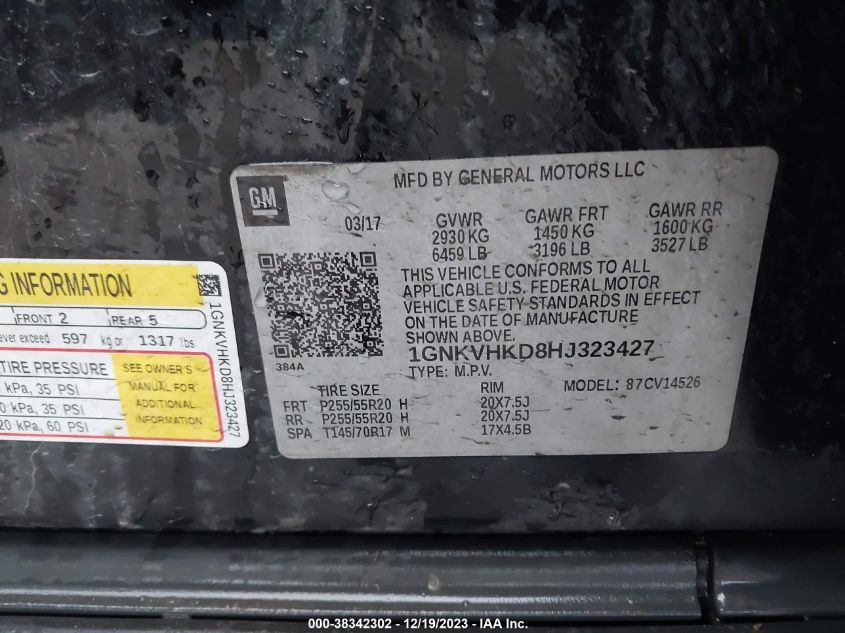 GM
MFD BY GENERAL MOTORS LLC
03/17 GVWR GAWR FRT GAWR RR
2930 KG 1450 KG 1600 KG
6459 LB 3196 LB 3527 LB
THIS VEHICLE CONFORMS TO ALL
APPLICABLE U.S. FEDERAL MOTOR
VEHICLE SAFETY STANDARDS IN EFFECT
ON THE DATE OF MANUFACTURE
SHOWN ABOVE.
1GNKVHKD8HJ323427
384A
TYPE: M.P.V. MODEL: 87CV14526
TIRE SIZE RIM
FRT P255/55R20 H 20X7.5J
RR P255/55R20 H 20X7.5J
SPA T145/70R17 M 17X4.5B
G INFORMATION
FRONT 2 REAR 5
ever exceed 597 kg or 1317 lbs
TIRE PRESSURE SEE OWNER'S
MANUAL FOR
ADDITIONAL
INFORMATION
kPa, 35 PSI
0 kPa, 35 PSI
20 kPa, 60 PSI
1GNKVHKD8HJ323427
000-38342302 - 12/19/2023 - IAA Inc.